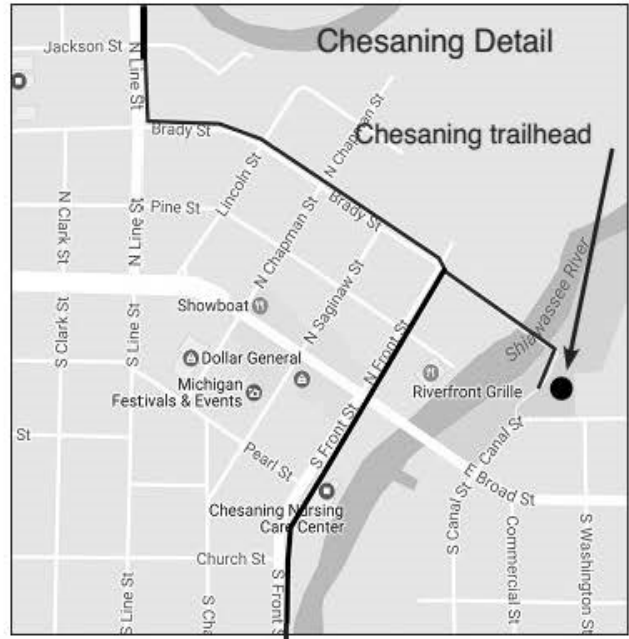 Chesaning Detail
Jackson St
N Line St
Chesaning trailhead
Brady St
N Chapman St
Lincoln St
Brady St
N Clark St
Pine St
N Line St
N Chapman St
Shiawassee River
N Saginaw St
Showboat
N Front St
S Clark St
S Line St
Dollar General
Michigan
Festivals & Events
Riverfront Grille
S Front St
St
Pearl St
E Canal St
E Broad St
Chesaning Nursing
Care Center
S Canal St
Commercial St
S Washington St
Church St
S Line St
S Cha
S Front S